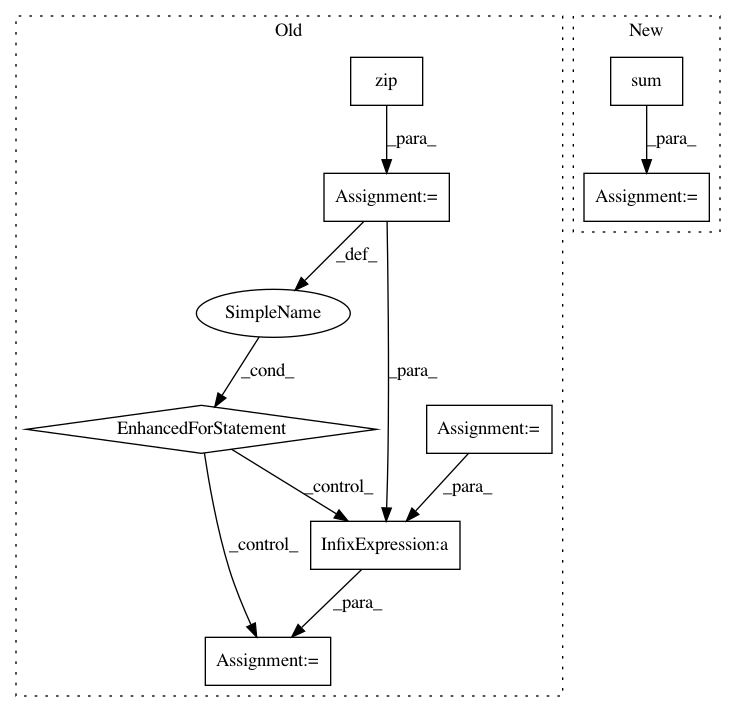 Old
New
zip
sum
_para_
_para_
Assignment:=
Assignment:=
_def_
SimpleName
_cond_
_para_
EnhancedForStatement
Assignment:=
_control_
_para_
_control_
InfixExpression:a
_para_
Assignment:=